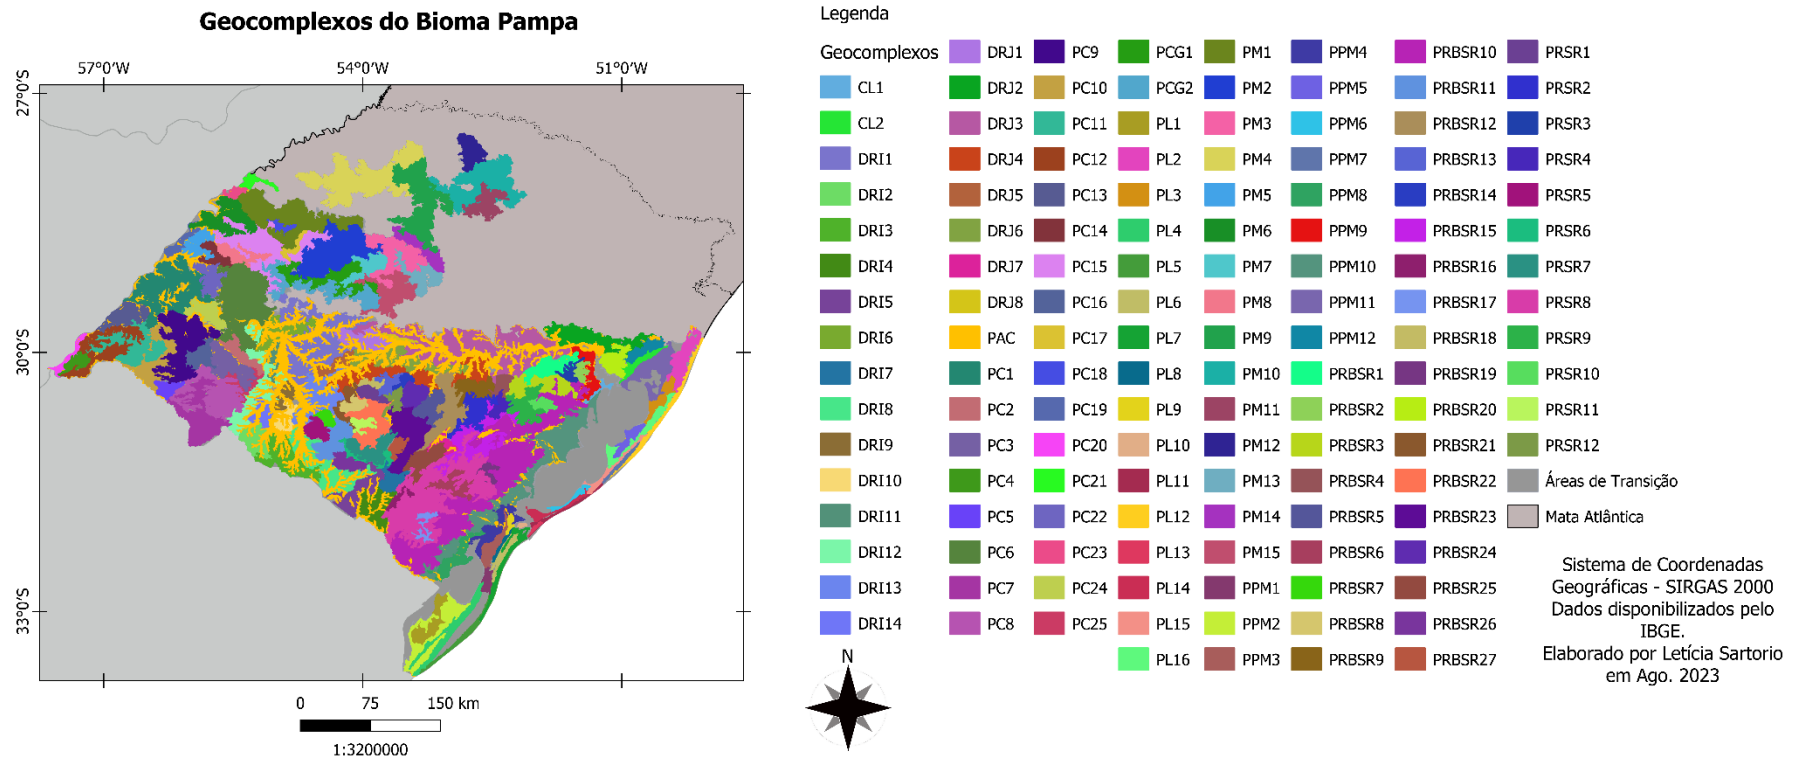 Geocomplexos do Bioma Pampa
57°0'W
54°0'W
51°0'W
27°0'S
30°0'S
33°0'S
0 75 150 km
1:3200000
Legenda
Geocomplexos
CL1
CL2
DRI1
DRI2
DRI3
DRI4
DRI5
DRI6
DRI7
DRI8
DRI9
DRI10
DRI11
DRI12
DRI13
DRI14
DRJ1
DRJ2
DRJ3
DRJ4
DRJ5
DRJ6
DRJ7
DRJ8
PAC
PC1
PC2
PC3
PC4
PC5
PC6
PC7
PC8
PC9
PC10
PC11
PC12
PC13
PC14
PC15
PC16
PC17
PC18
PC19
PC20
PC21
PC22
PC23
PC24
PC25
PCG1
PCG2
PL1
PL2
PL3
PL4
PL5
PL6
PL7
PL8
PL9
PL10
PL11
PL12
PL13
PL14
PL15
PL16
PM1
PM2
PM3
PM4
PM5
PM6
PM7
PM8
PM9
PM10
PM11
PM12
PM13
PM14
PM15
PPM1
PPM2
PPM3
PPM4
PPM5
PPM6
PPM7
PPM8
PPM9
PPM10
PPM11
PPM12
PRBSR1
PRBSR2
PRBSR3
PRBSR4
PRBSR5
PRBSR6
PRBSR7
PRBSR8
PRBSR9
PRBSR10
PRBSR11
PRBSR12
PRBSR13
PRBSR14
PRBSR15
PRBSR16
PRBSR17
PRBSR18
PRBSR19
PRBSR20
PRBSR21
PRBSR22
PRBSR23
PRBSR24
PRBSR25
PRBSR26
PRBSR27
PRSR1
PRSR2
PRSR3
PRSR4
PRSR5
PRSR6
PRSR7
PRSR8
PRSR9
PRSR10
PRSR11
PRSR12
Áreas de Transição
Mata Atlântica
N
Sistema de Coordenadas
Geográficas - SIRGAS 2000
Dados disponibilizados pelo
IBGE.
Elaborado por Letícia Sartorio
em Ago. 2023